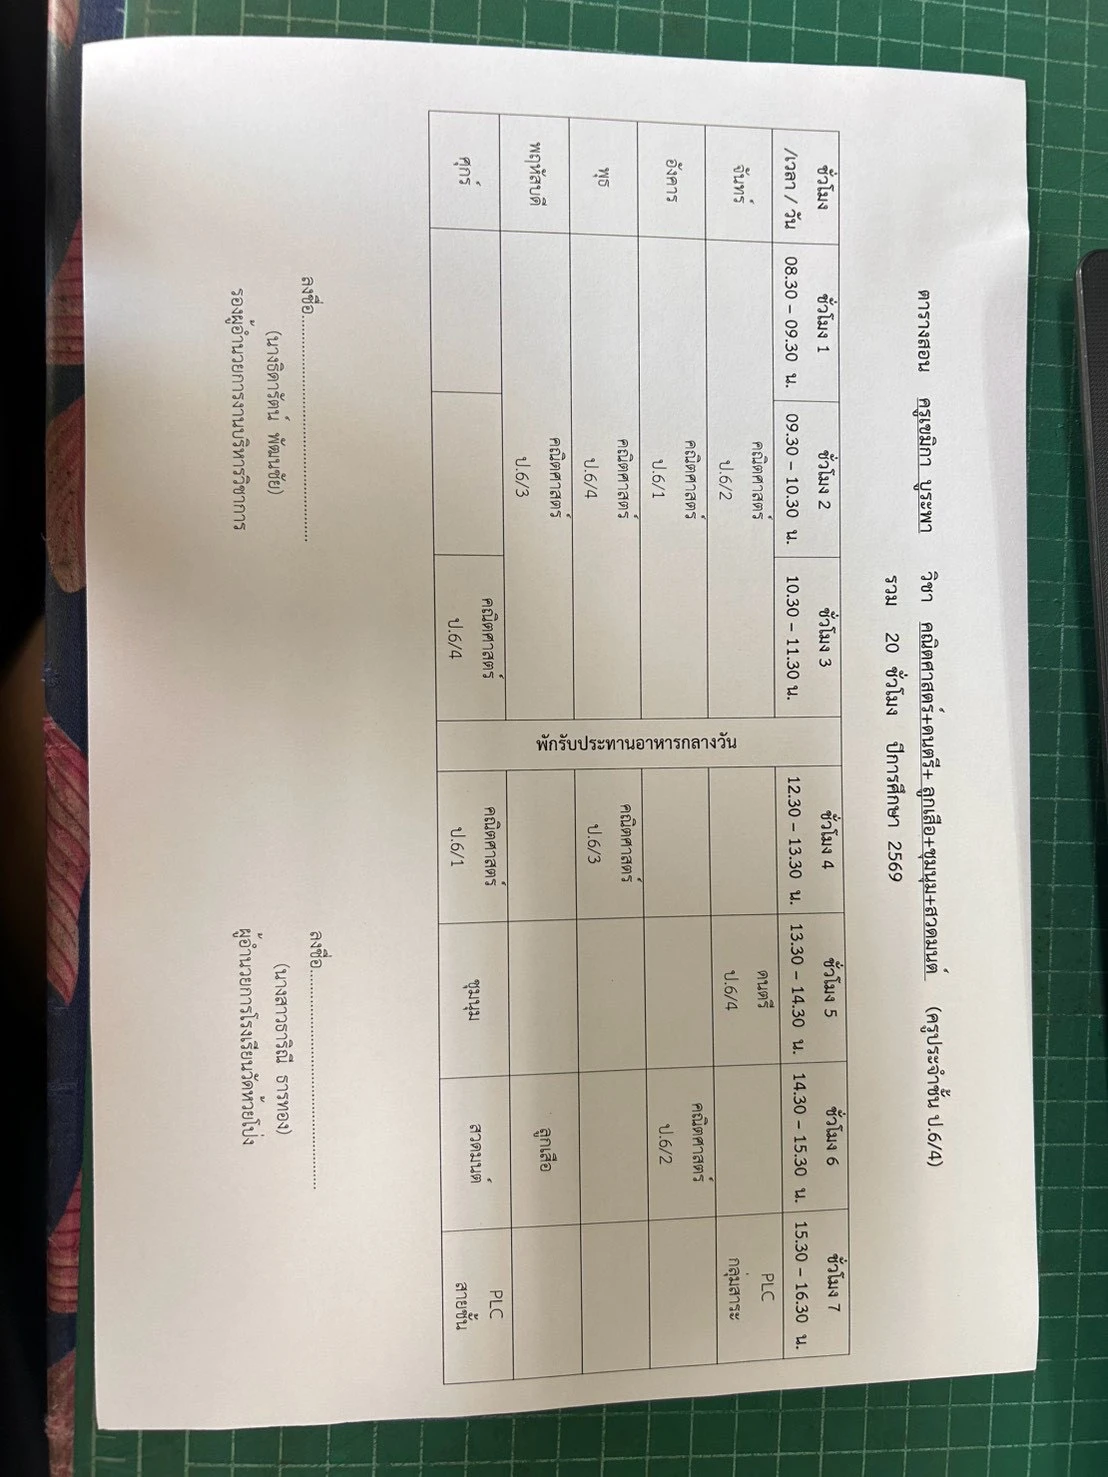 ตารางสอน ครูเขมิกา บูระพา วิชา คณิตศาสตร์+ดนตรี+ ลูกเสือ+ชุมนุม+สวดมนต์ (ครูประจำชั้น ป.6/4)
รวม 20 ชั่วโมง ปีการศึกษา 2569
ชั่วโมง
/เวลา / วัน
ชั่วโมง 1
08.30 – 09.30 น.
ชั่วโมง 2
09.30 – 10.30 น.
ชั่วโมง 3
10.30 – 11.30 น.
พักรับประทานอาหารกลางวัน
ชั่วโมง 4
12.30 – 13.30 น.
ชั่วโมง 5
13.30 – 14.30 น.
ชั่วโมง 6
14.30 – 15.30 น.
ชั่วโมง 7
15.30 – 16.30 น.
จันทร์
คณิตศาสตร์
ป.6/2
ดนตรี
ป.6/4
PLC
กลุ่มสาระ
อังคาร
คณิตศาสตร์
ป.6/1
คณิตศาสตร์
ป.6/2
พุธ
คณิตศาสตร์
ป.6/4
คณิตศาสตร์
ป.6/3
พฤหัสบดี
คณิตศาสตร์
ป.6/3
ลูกเสือ
ศุกร์
คณิตศาสตร์
ป.6/4
คณิตศาสตร์
ป.6/1
ชุมนุม
สวดมนต์
PLC
สายชั้น
ลงชื่อ............................................
(นางธิดารัตน์ พัฒนชัย)
รองผู้อำนวยการงานบริหารวิชาการ
ลงชื่อ............................................
(นางสาวธาริณี ธารทอง)
ผู้อำนวยการโรงเรียนวัดห้วยโป่ง